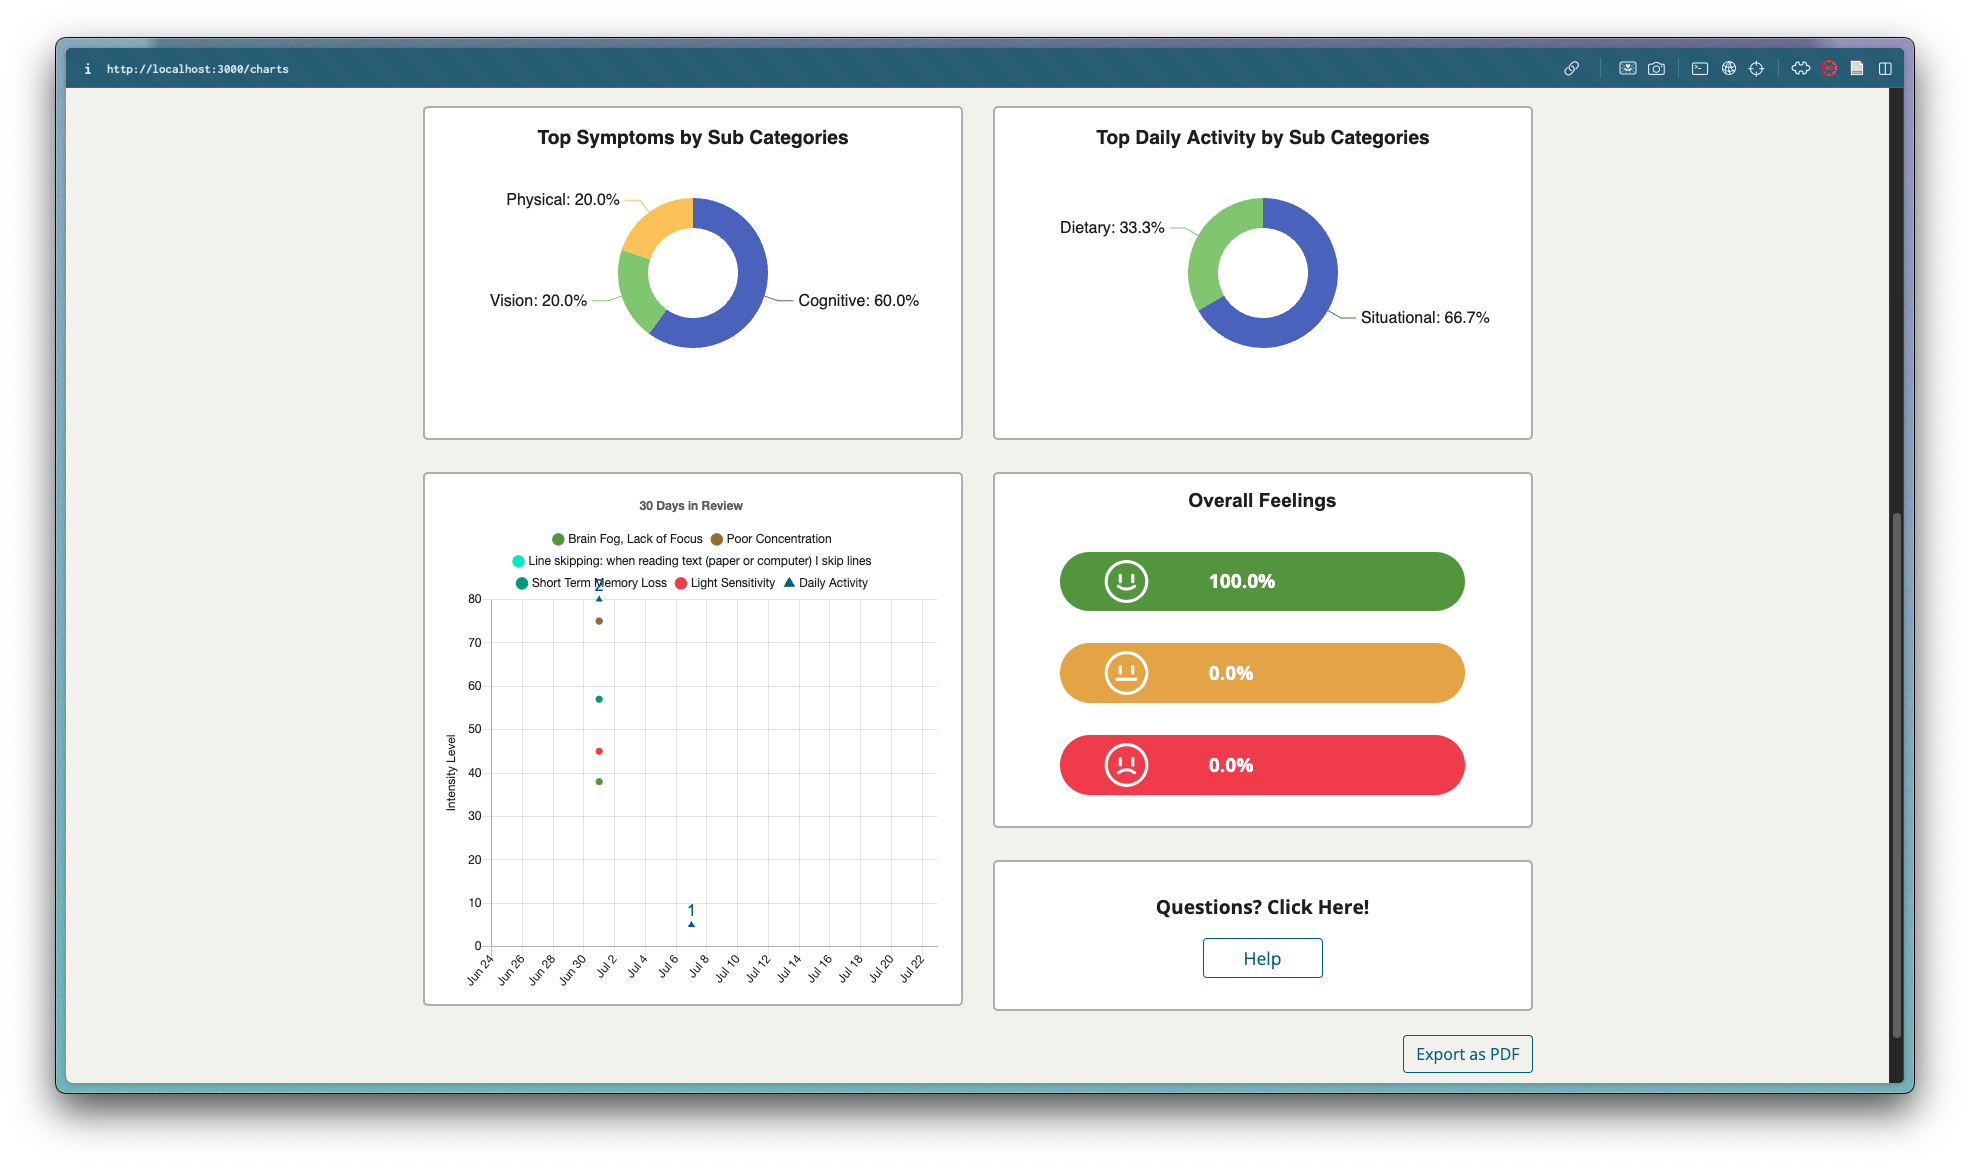 i http://localhost:3000/charts
Top Symptoms by Sub Categories
Physical: 20.0%
Vision: 20.0%
Cognitive: 60.0%
Top Daily Activity by Sub Categories
Dietary: 33.3%
Situational: 66.7%
30 Days in Review
Brain Fog, Lack of Focus Poor Concentration
Line skipping: when reading text (paper or computer) I skip lines
Short Term Memory Loss Light Sensitivity Daily Activity
2
80
70
60
50
40
30
20
10
0
Intensity Level
1
Jun 24 Jun 26 Jun 28 Jun 30 Jul 2 Jul 4 Jul 6 Jul 8 Jul 10 Jul 12 Jul 14 Jul 16 Jul 18 Jul 20 Jul 22
Overall Feelings
100.0%
0.0%
0.0%
Questions? Click Here!
Help
Export as PDF